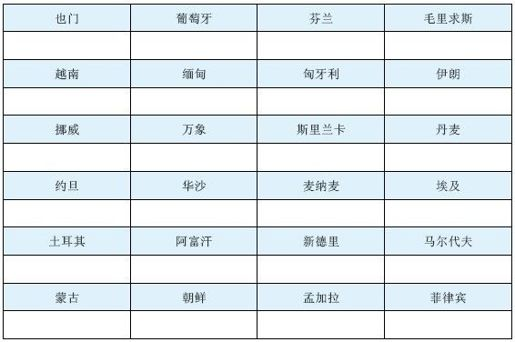 也门 葡萄牙 芬兰 毛里求斯
越南 缅甸 匈牙利 伊朗
挪威 万象 斯里兰卡 丹麦
约旦 华沙 麦纳麦 埃及
土耳其 阿富汗 新德里 马尔代夫
蒙古 朝鲜 孟加拉 菲律宾